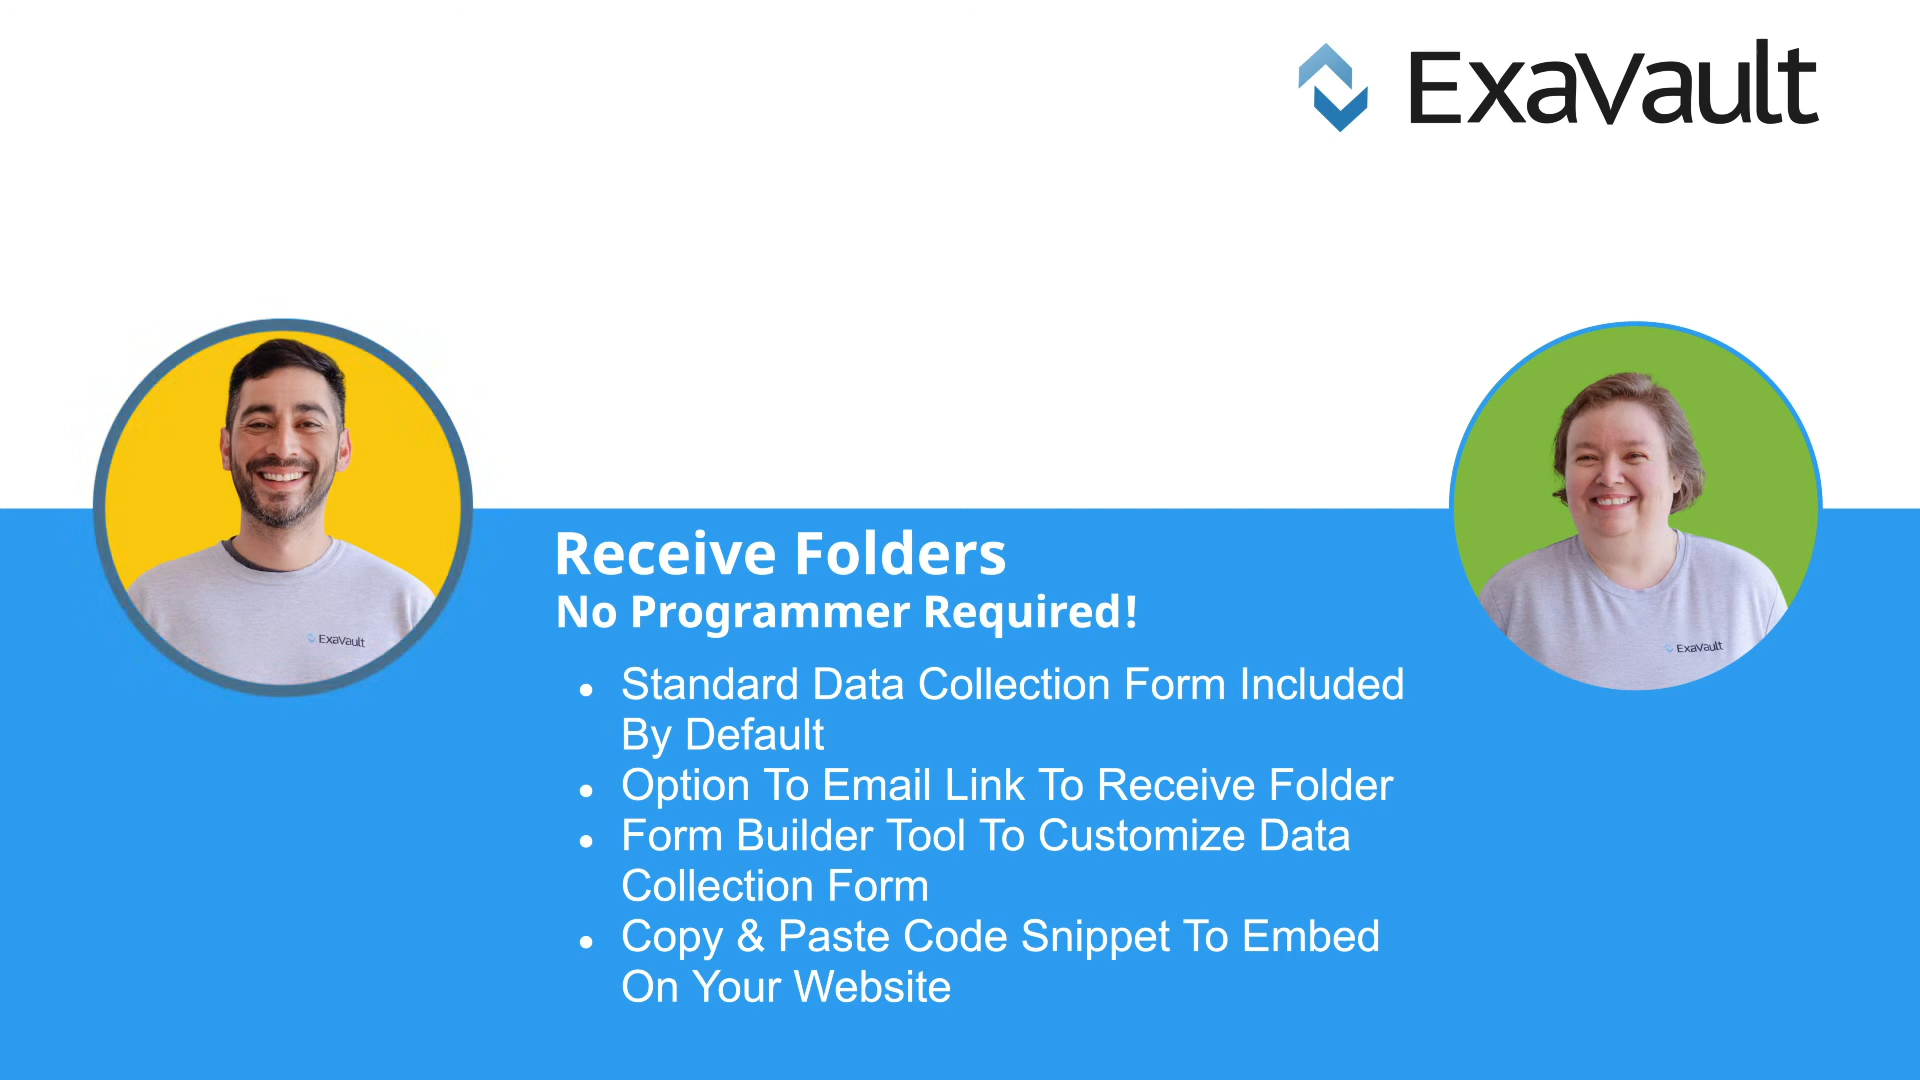 ExaVault
ExaVault
ExaVault
Receive Folders
No Programmer Required!
• Standard Data Collection Form Included
By Default
• Option To Email Link To Receive Folder
• Form Builder Tool To Customize Data
Collection Form
• Copy & Paste Code Snippet To Embed
On Your Website